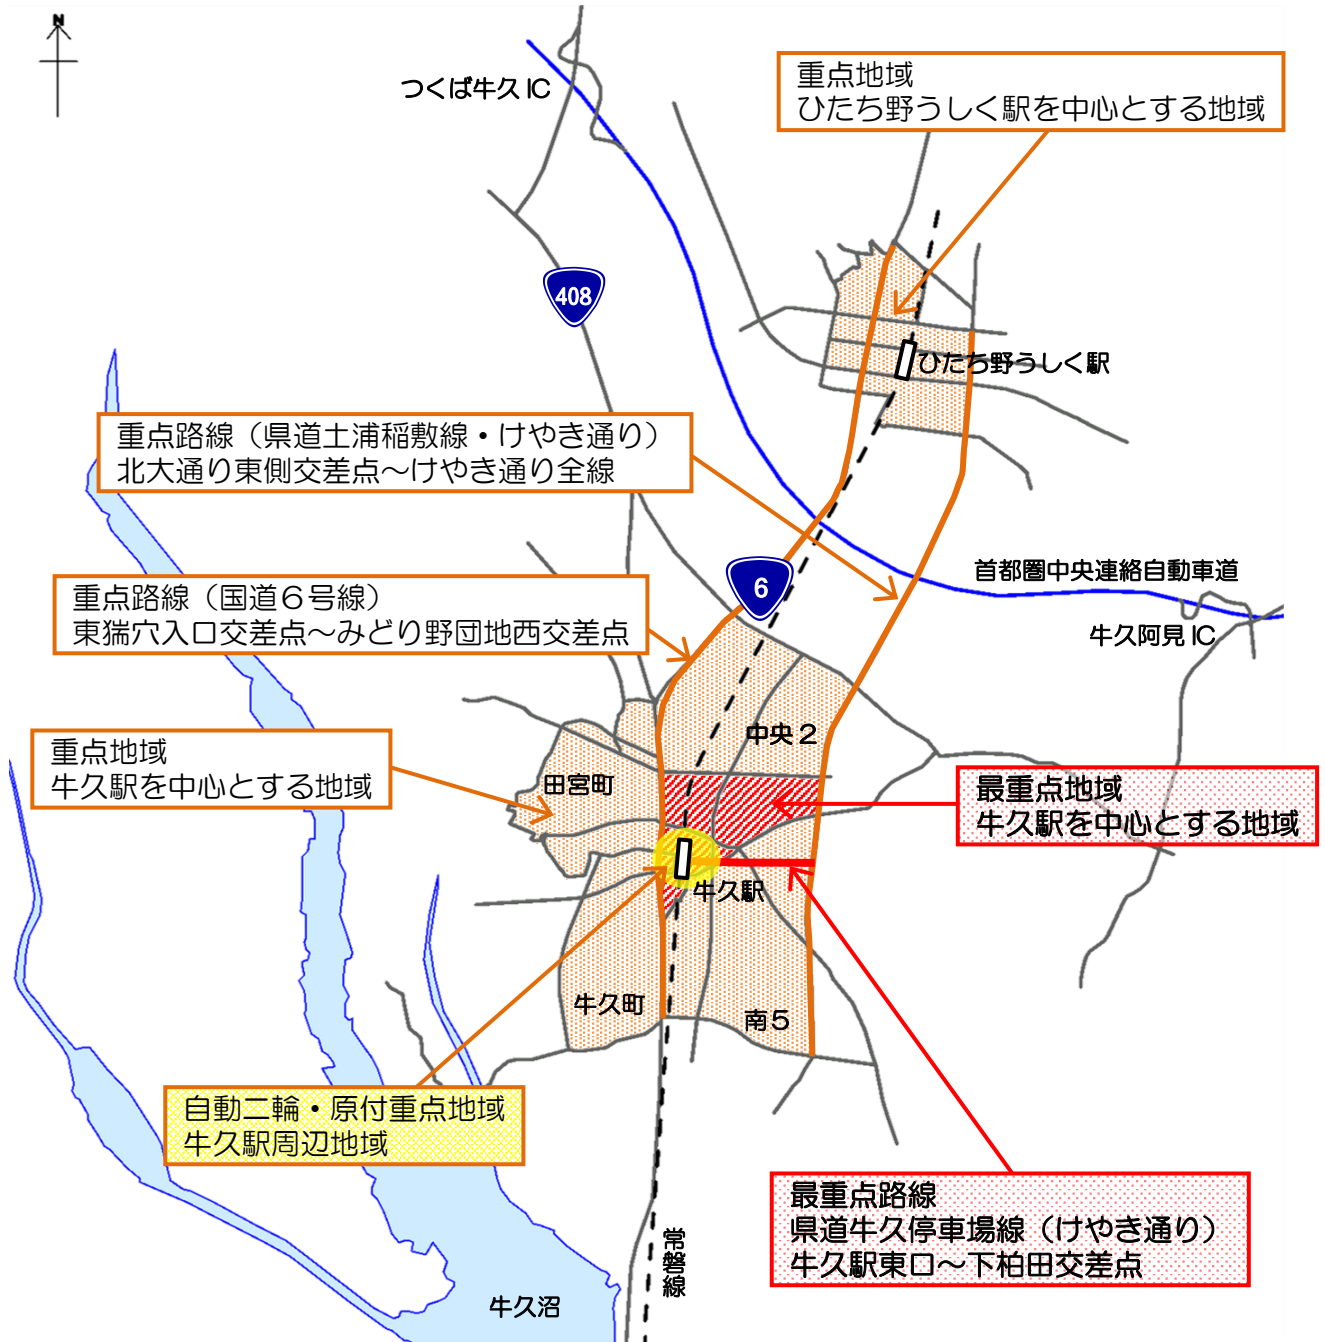 N
つくば牛久IC
重点地域
ひたち野うしく駅を中心とする地域
408
ひたち野うしく駅
重点路線（県道土浦稲敷線・けやき通り）
北大通り東側交差点～けやき通り全線
首都圏中央連絡自動車道
6
重点路線（国道６号線）
東猯穴入口交差点～みどり野団地西交差点
牛久阿見IC
中央２
重点地域
牛久駅を中心とする地域
田宮町
最重点地域
牛久駅を中心とする地域
牛久駅
牛久町
南５
自動二輪・原付重点地域
牛久駅周辺地域
最重点路線
県道牛久停車場線（けやき通り）
牛久駅東口～下柏田交差点
常磐線
牛久沼